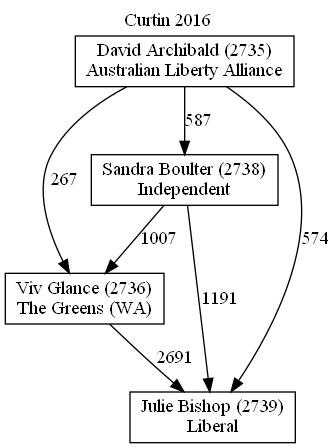 Curtin 2016
David Archibald (2735)
Australian Liberty Alliance
587
Sandra Boulter (2738)
Independent
267
574
1007
1191
Viv Glance (2736)
The Greens (WA)
2691
Julie Bishop (2739)
Liberal